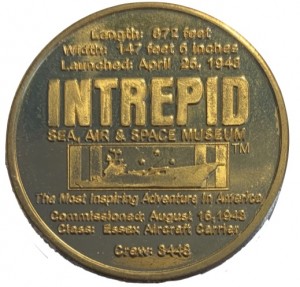 Length: 872 feet
Width: 147 feet 6 inches
Launched: April 26, 1943
INTREPID
SEA, AIR & SPACE MUSEUM
TM
The Most Inspiring Adventure in America
Commissioned: August 16, 1943
Class: Essex Aircraft Carrier
Crew: 3448